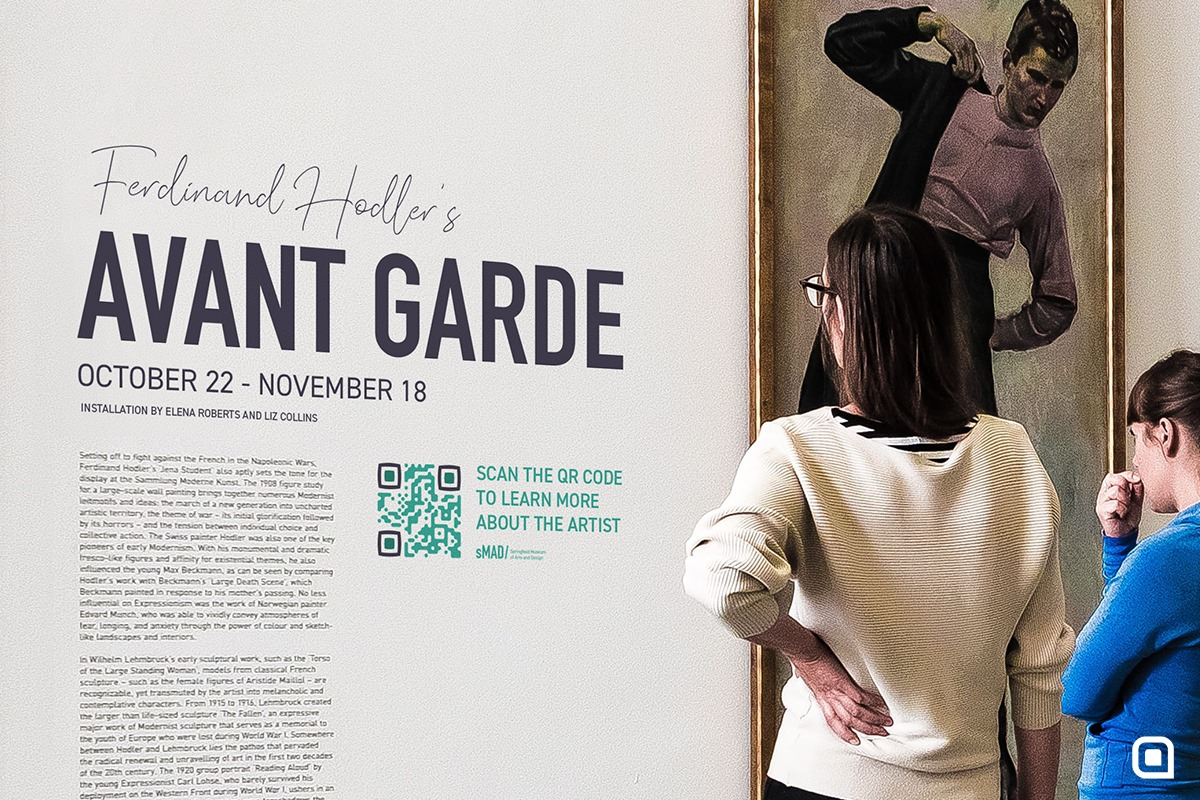 Ferdinand Hodler's
AVANT GARDE
OCTOBER 22 - NOVEMBER 18
INSTALLATION BY ELENA ROBERTS AND LIZ COLLINS
Setting off to fight against the French in the Napoleonic Wars,
Ferdinand Hodler's 'Jena Student' also aptly sets the tone for the
display at the Sammlung Moderne Kunst. The 1908 figure study
for a large-scale wall painting brings together numerous Modernist
leitmotifs and ideas: the march of a new generation into uncharted
artistic territory, the theme of war – its initial glorification followed
by its horrors – and the tension between individual choice and
collective action. The Swiss painter Hodler was also one of the key
pioneers of early Modernism. With his monumental and dramatic
fresco-like figures and affinity for existential themes, he also
influenced the young Max Beckmann, as can be seen by comparing
Hodler's work with Beckmann's 'Large Death Scene', which
Beckmann painted in response to his mother's passing. No less
influential on Expressionism was the work of Norwegian painter
Edward Munch, who was able to vividly convey atmospheres of
fear, longing, and anxiety through the power of colour and sketch-
like landscapes and interiors.
In Wilhelm Lehmbruck's early sculptural work, such as the 'Torso
of the Large Standing Woman', models from classical French
sculpture – such as the female figures of Aristide Maillol – are
recognizable, yet transmuted by the artist into melancholic and
contemplative characters. From 1915 to 1916, Lehmbruck created
the larger than life-sized sculpture 'The Fallen', an expressive
major work of Modernist sculpture that serves as a memorial to
the youth of Europe who were lost during World War I. Somewhere
between Hodler and Lehmbruck lies the pathos that pervaded
the radical renewal and unravelling of art in the first two decades
of the 20th century. The 1920 group portrait 'Reading Aloud' by
the young Expressionist Carl Lohse, who barely survived his
deployment on the Western Front during World War I, ushers in an
SCAN THE QR CODE
TO LEARN MORE
ABOUT THE ARTIST
sMAD/
Springfield Museum
of Arts and Design